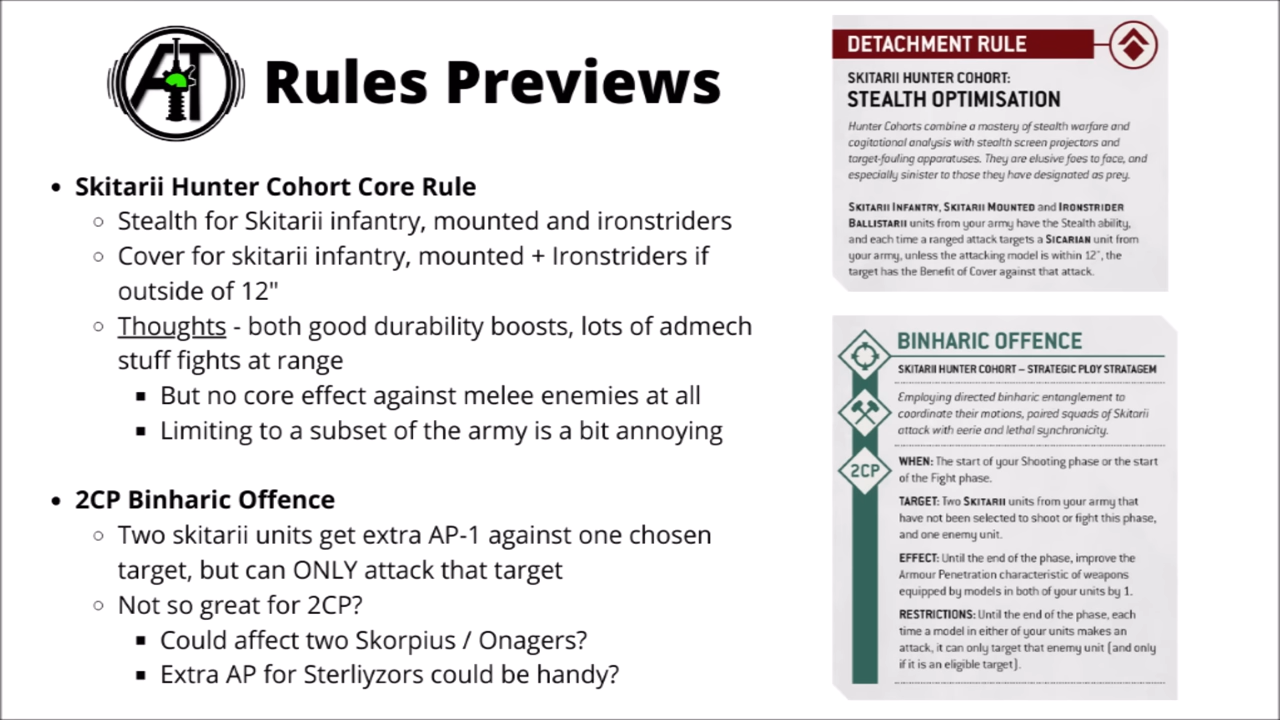 AT
Rules Previews
• Skitarii Hunter Cohort Core Rule
○ Stealth for Skitarii infantry, mounted and ironstriders
○ Cover for skitarii infantry, mounted + Ironstriders if
outside of 12"
○ Thoughts - both good durability boosts, lots of admech
stuff fights at range
▪ But no core effect against melee enemies at all
▪ Limiting to a subset of the army is a bit annoying
• 2CP Binharic Offence
○ Two skitarii units get extra AP-1 against one chosen
target, but can ONLY attack that target
○ Not so great for 2CP?
▪ Could affect two Skorpius / Onagers?
▪ Extra AP for Sterliyzors could be handy?
DETACHMENT RULE
SKITARII HUNTER COHORT:
STEALTH OPTIMISATION
Hunter Cohorts combine a mastery of stealth warfare and
cogitational analysis with stealth screen projectors and
target-fouling apparatuses. They are elusive foes to face, and
especially sinister to those they have designated as prey.
SKITARII INFANTRY, SKITARII MOUNTED and IRONSTRIDER
BALLISTARII units from your army have the Stealth ability,
and each time a ranged attack targets a SICARIAN unit from
your army, unless the attacking model is within 12", the
target has the Benefit of Cover against that attack.
BINHARIC OFFENCE
SKITARII HUNTER COHORT – STRATEGIC PLOY STRATAGEM
Employing directed binharic entanglement to
coordinate their motions, paired squads of Skitarii
attack with eerie and lethal synchronicity.
2CP
WHEN: The start of your Shooting phase or the start
of the Fight phase.
TARGET: Two SKITARII units from your army that
have not been selected to shoot or fight this phase,
and one enemy unit.
EFFECT: Until the end of the phase, improve the
Armour Penetration characteristic of weapons
equipped by models in both of your units by 1.
RESTRICTIONS: Until the end of the phase, each
time a model in either of your units makes an
attack, it can only target that enemy unit (and only
if it is an eligible target).